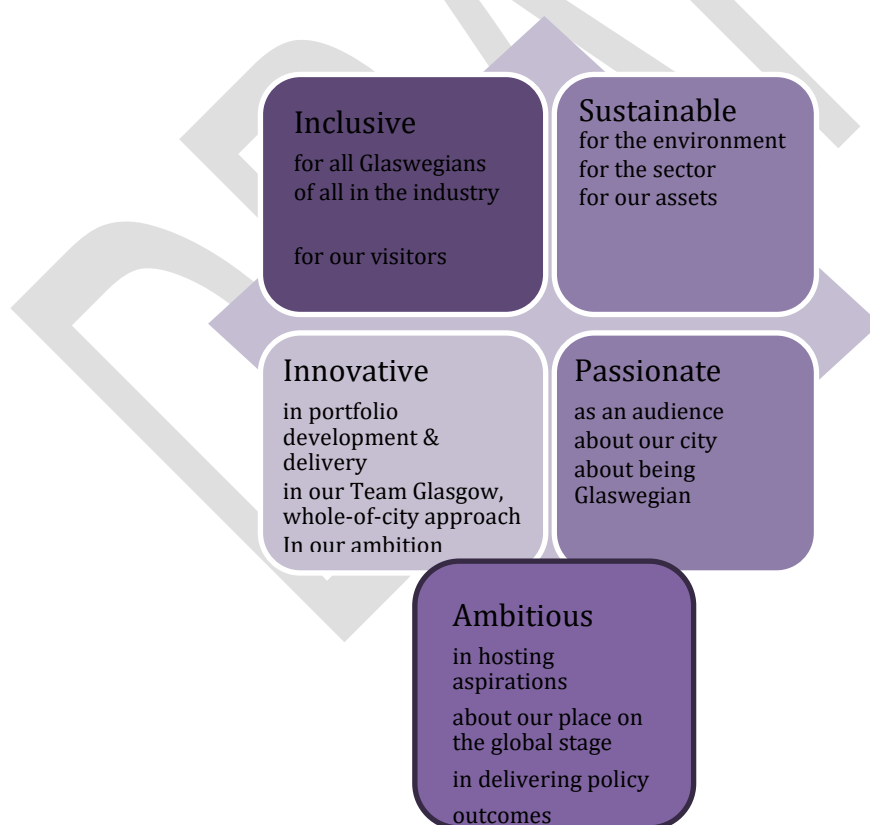 Inclusive
for all Glaswegians
of all in the industry
for our visitors
Sustainable
for the environment
for the sector
for our assets
Innovative
in portfolio
development &
delivery
in our Team Glasgow,
whole-of-city approach
In our ambition
Passionate
as an audience
about our city
about being
Glaswegian
Ambitious
in hosting
aspirations
about our place on
the global stage
in delivering policy
outcomes